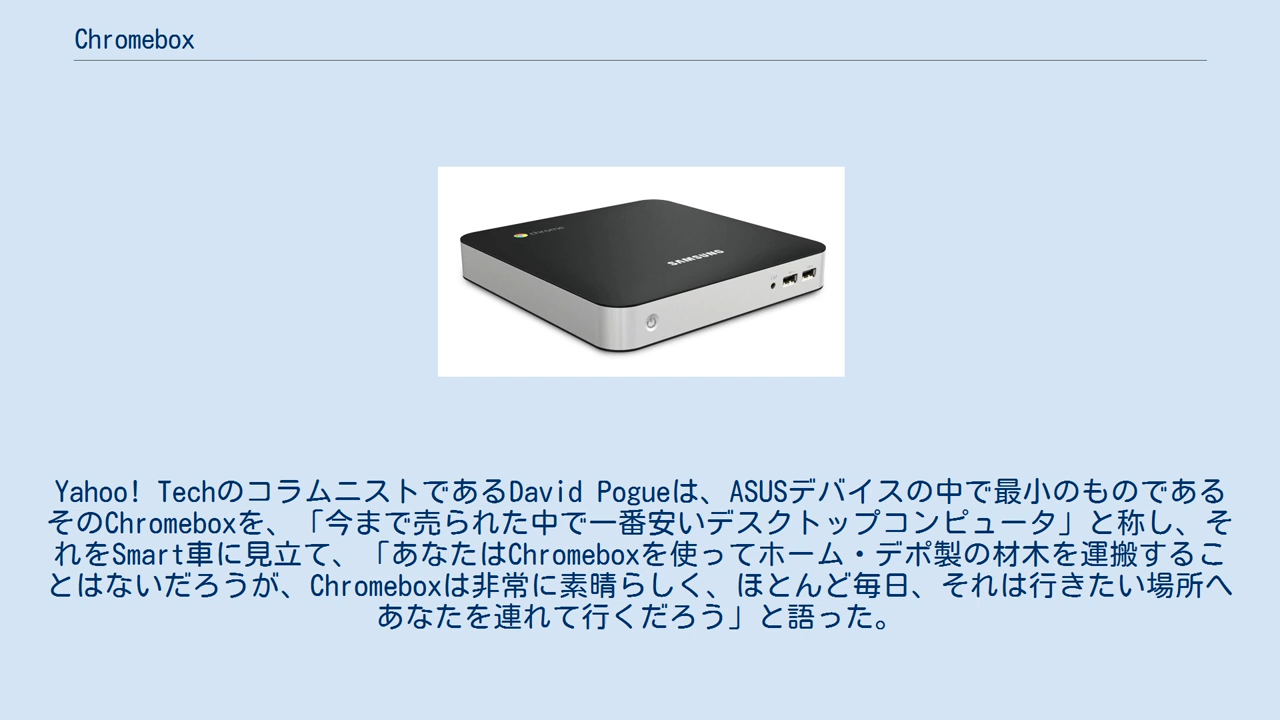 Chromebox
chrome
SAMSUNG
Yahoo! TechのコラムニストであるDavid Pogueは、ASUSデバイスの中で最小のものである
そのChromeboxを、「今まで売られた中で一番安いデスクトップコンピュータ」と称し、そ
れをSmart車に見立て、「あなたはChromeboxを使ってホーム・デポ製の材木を運搬するこ
とはないだろうが、Chromeboxは非常に素晴らしく、ほとんど毎日、それは行きたい場所へ
あなたを連れて行くだろう」と語った。